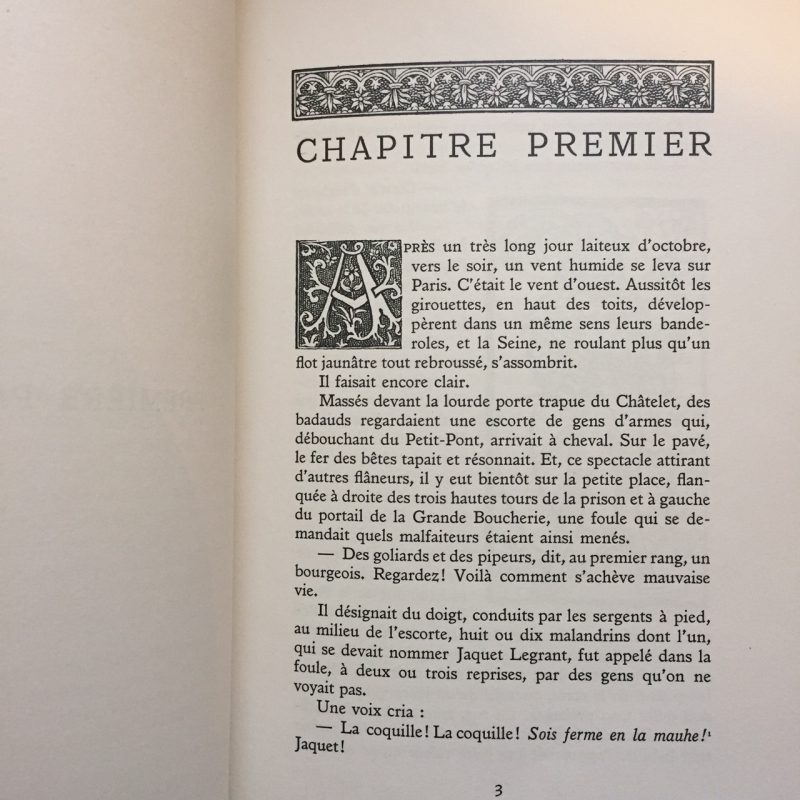 CHAPITRE PREMIER
APRÈS un très long jour laiteux d'octobre,
vers le soir, un vent humide se leva sur
Paris. C'était le vent d'ouest. Aussitôt les
girouettes, en haut des toits, dévelop-
pèrent dans un même sens leurs bande-
roles, et la Seine, ne roulant plus qu'un
flot jaunâtre tout rebroussé, s'assombrit.
Il faisait encore clair.
Massés devant la lourde porte trapue du Châtelet, des
badauds regardaient une escorte de gens d'armes qui,
débouchant du Petit-Pont, arrivait à cheval. Sur le pavé,
le fer des bêtes tapait et résonnait. Et, ce spectacle attirant
d'autres flâneurs, il y eut bientôt sur la petite place, flan-
quée à droite des trois hautes tours de la prison et à gauche
du portail de la Grande Boucherie, une foule qui se de-
mandait quels malfaiteurs étaient ainsi menés.
— Des goliards et des pipeurs, dit, au premier rang, un
bourgeois. Regardez! Voilà comment s'achève mauvaise
vie.
Il désignait du doigt, conduits par les sergents à pied,
au milieu de l'escorte, huit ou dix malandrins dont l'un,
qui se devait nommer Jaquet Legrant, fut appelé dans la
foule, à deux ou trois reprises, par des gens qu'on ne
voyait pas.
Une voix cria :
— La coquille! La coquille! Sois ferme en la mauhe!¹
Jaquet!
3